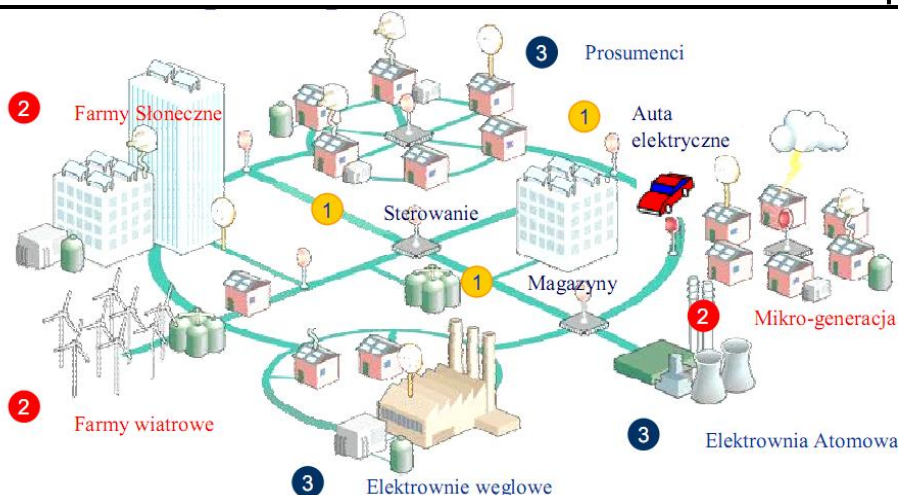 3 Prosumenci
2 Farmy Słoneczne
1 Auta
elektryczne
1 Sterowanie
1 Magazyny
2 Mikro-generacja
2 Farmy wiatrowe
3 Elektrownia Atomowa
3 Elektrownie węglowe